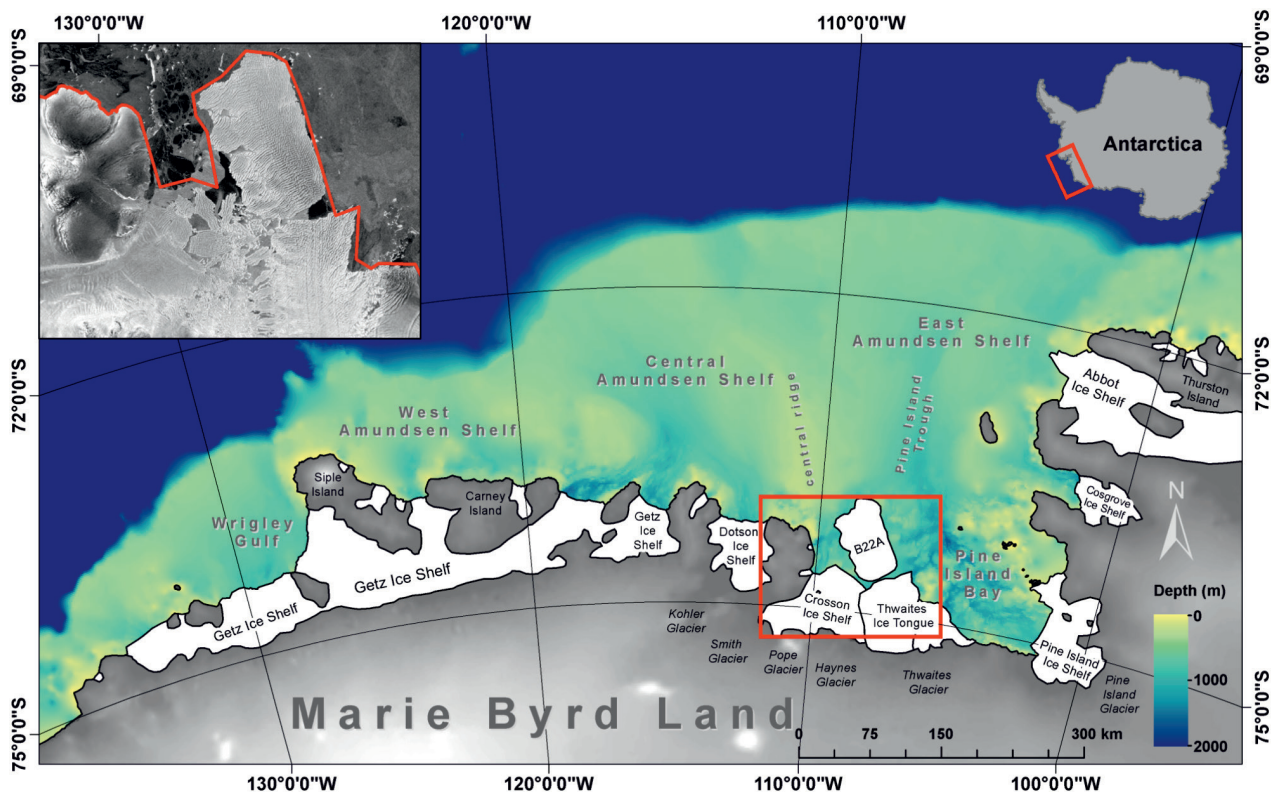 130°0'0"W
120°0'0"W
110°0'0"W
69°0'0"S
69°0'0"S
Antarctica
East
Amundsen Shelf
Central
Amundsen Shelf
central ridge
Pine Island
Trough
Abbot
Ice Shelf
Thurston
Island
72°0'0"S
72°0'0"S
West
Amundsen Shelf
Siple
Island
Carney
Island
Wrigley
Gulf
Getz
Ice
Shelf
Dotson
Ice
Shelf
B22A
Cosgrove
Ice Shelf
N
Pine
Island
Bay
Getz Ice Shelf
Getz Ice Shelf
Crosson
Ice Shelf
Thwaites
Ice Tongue
Depth (m)
0
1000
2000
Kohler
Glacier
Smith
Glacier
Pope
Glacier
Haynes
Glacier
Thwaites
Glacier
Pine Island
Ice Shelf
Pine
Island
Glacier
Marie Byrd Land
0 75 150 300 km
75°0'0"S
75°0'0"S
130°0'0"W
120°0'0"W
110°0'0"W
100°0'0"W